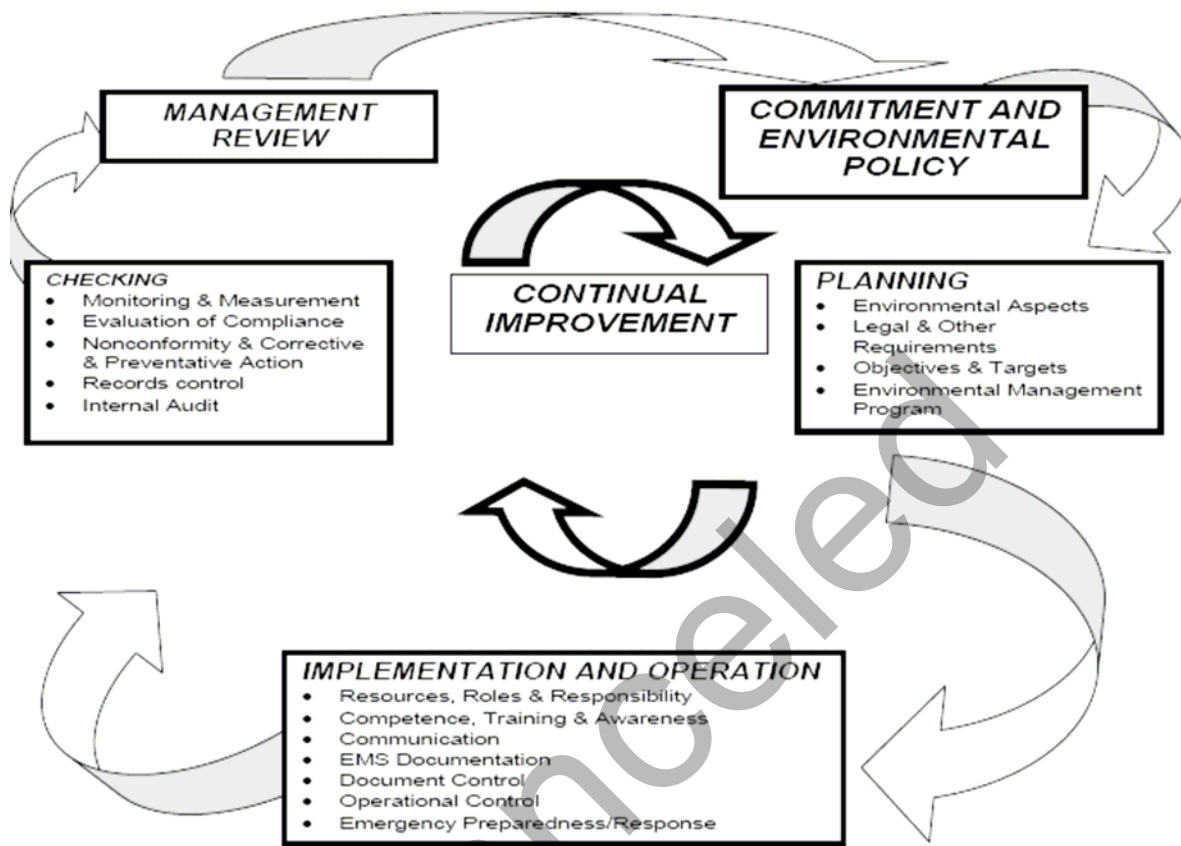 MANAGEMENT
REVIEW
COMMITMENT AND
ENVIRONMENTAL
POLICY
CHECKING
• Monitoring & Measurement
• Evaluation of Compliance
• Nonconformity & Corrective
& Preventative Action
• Records control
• Internal Audit
CONTINUAL
IMPROVEMENT
PLANNING
• Environmental Aspects
• Legal & Other
Requirements
• Objectives & Targets
• Environmental Management
Program
IMPLEMENTATION AND OPERATION
• Resources, Roles & Responsibility
• Competence, Training & Awareness
• Communication
• EMS Documentation
• Document Control
• Operational Control
• Emergency Preparedness/Response
nceled